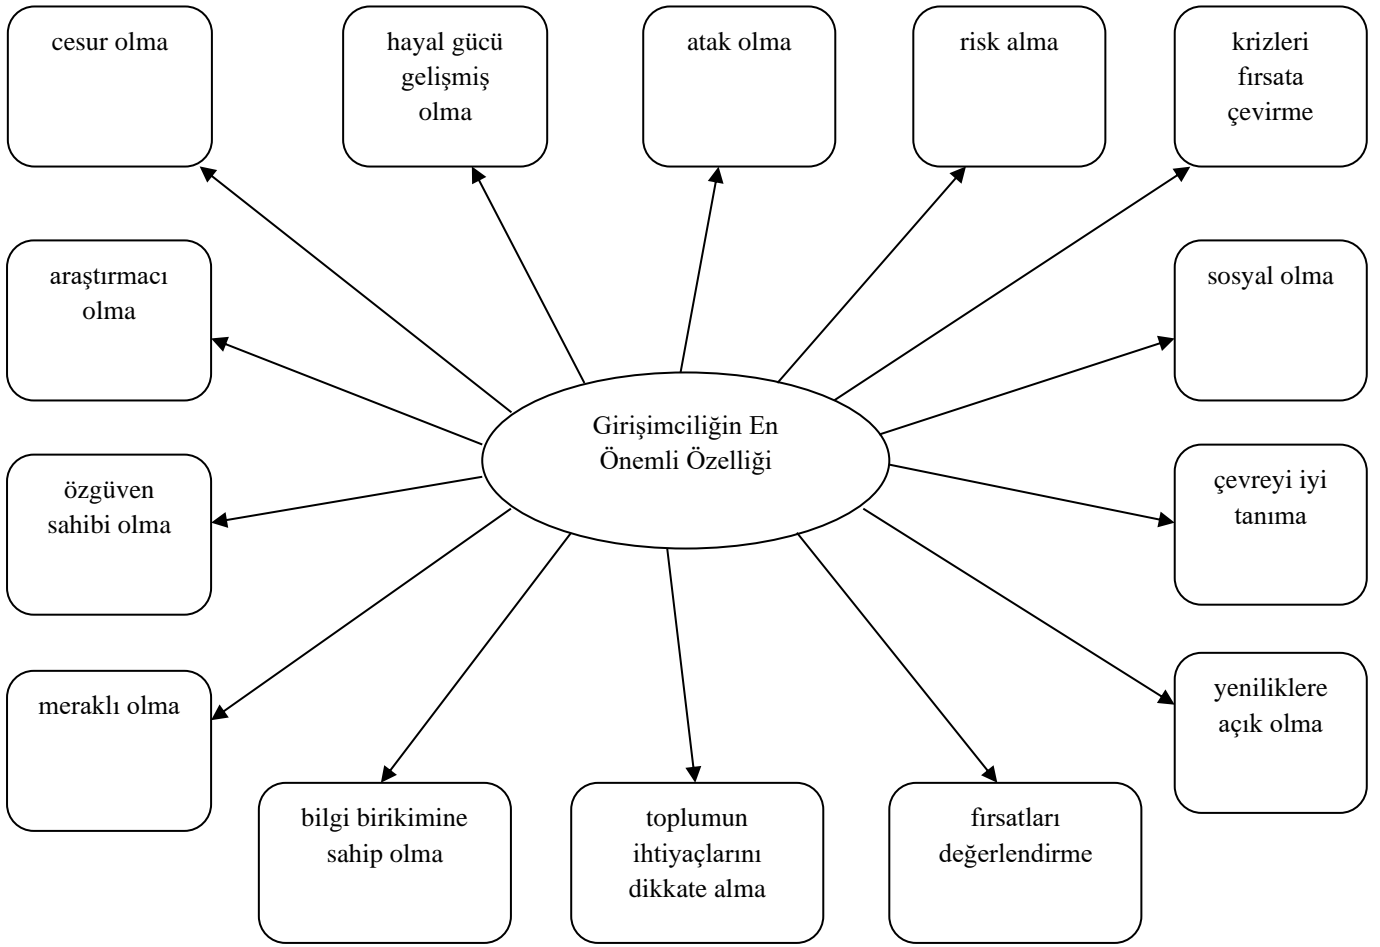 cesur olma
hayal gücü
gelişmiş
olma
atak olma
risk alma
krizleri
fırsata
çevirme
araştırmacı
olma
sosyal olma
Girişimciliğin En
Önemli Özelliği
özgüven
sahibi olma
çevreyi iyi
tanıma
meraklı olma
yeniliklere
açık olma
bilgi birikimine
sahip olma
toplumun
ihtiyaçlarını
dikkate alma
fırsatları
değerlendirme